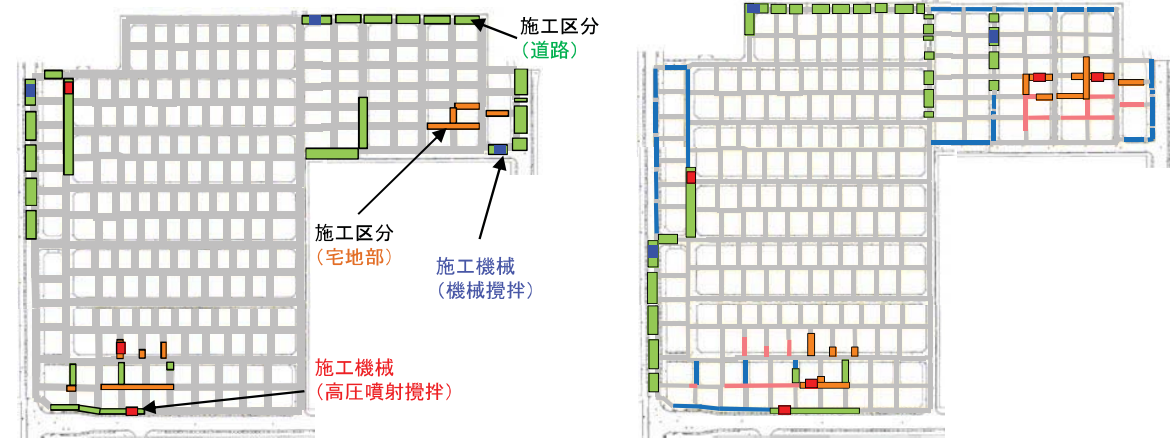 施工区分
（道路）
施工区分
（宅地部）
施工機械
（機械攪拌）
施工機械
（高圧噴射攪拌）